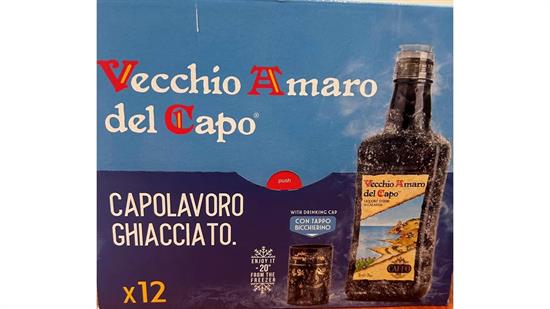 Vecchio Amaro
del Capo®
push
CAPOLAVORO
GHIACCIATO.
WITH DRINKING CAP
CON TAPPO
BICCHIERINO
ENJOY IT
-20°
FROM THE
FREEZER
x12
Vecchio Amaro
del Capo
CAFFO